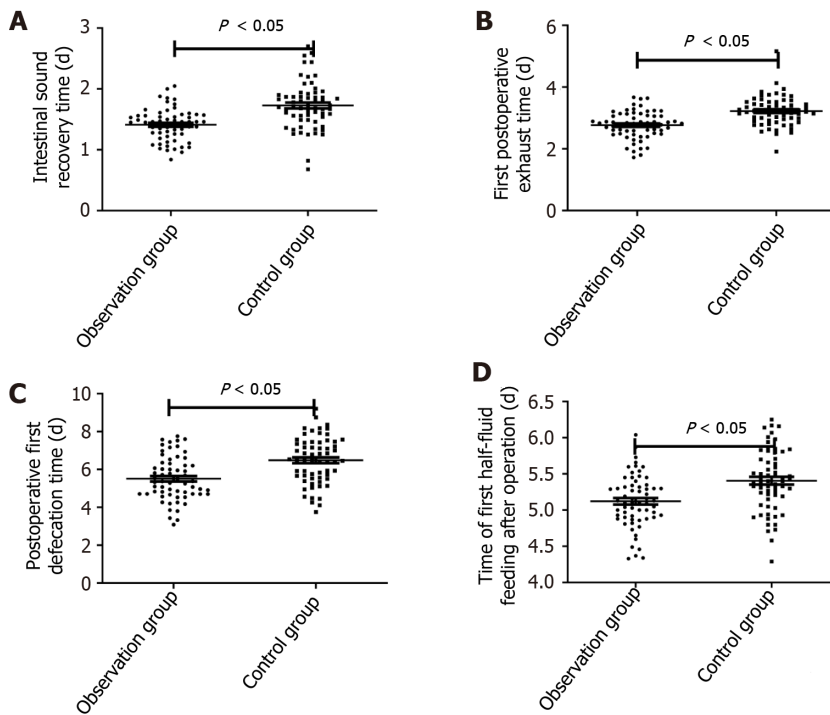 A
P < 0.05
Intestinal sound
recovery time (d)
3
2
1
0
Observation group
Control group
B
P < 0.05
First postoperative
exhaust time (d)
6
4
2
0
Observation group
Control group
C
P < 0.05
Postoperative first
defecation time (d)
10
8
6
4
2
0
Observation group
Control group
D
P < 0.05
Time of first half-fluid
feeding after operation (d)
6.5
6.0
5.5
5.0
4.5
4.0
Observation group
Control group